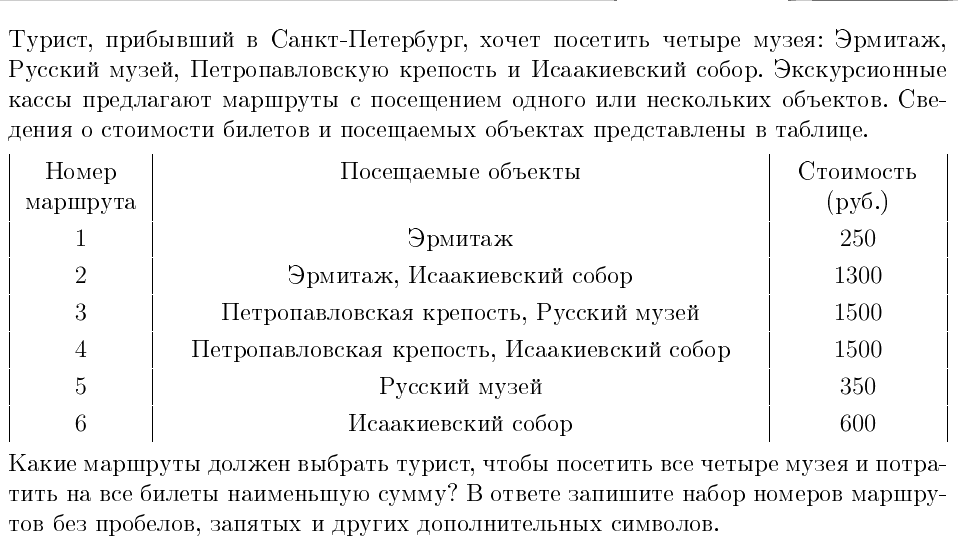 Турист, прибывший в Санкт-Петербург, хочет посетить четыре музея: Эрмитаж,
Русский музей, Петропавловскую крепость и Исаакиевский собор. Экскурсионные
кассы предлагают маршруты с посещением одного или нескольких объектов. Све-
дения о стоимости билетов и посещаемых объектах представлены в таблице.
Номер маршрута Посещаемые объекты Стоимость (руб.)
1 Эрмитаж 250
2 Эрмитаж, Исаакиевский собор 1300
3 Петропавловская крепость, Русский музей 1500
4 Петропавловская крепость, Исаакиевский собор 1500
5 Русский музей 350
6 Исаакиевский собор 600
Какие маршруты должен выбрать турист, чтобы посетить все четыре музея и потра-
тить на все билеты наименьшую сумму? В ответе запишите набор номеров маршру-
тов без пробелов, запятых и других дополнительных символов.